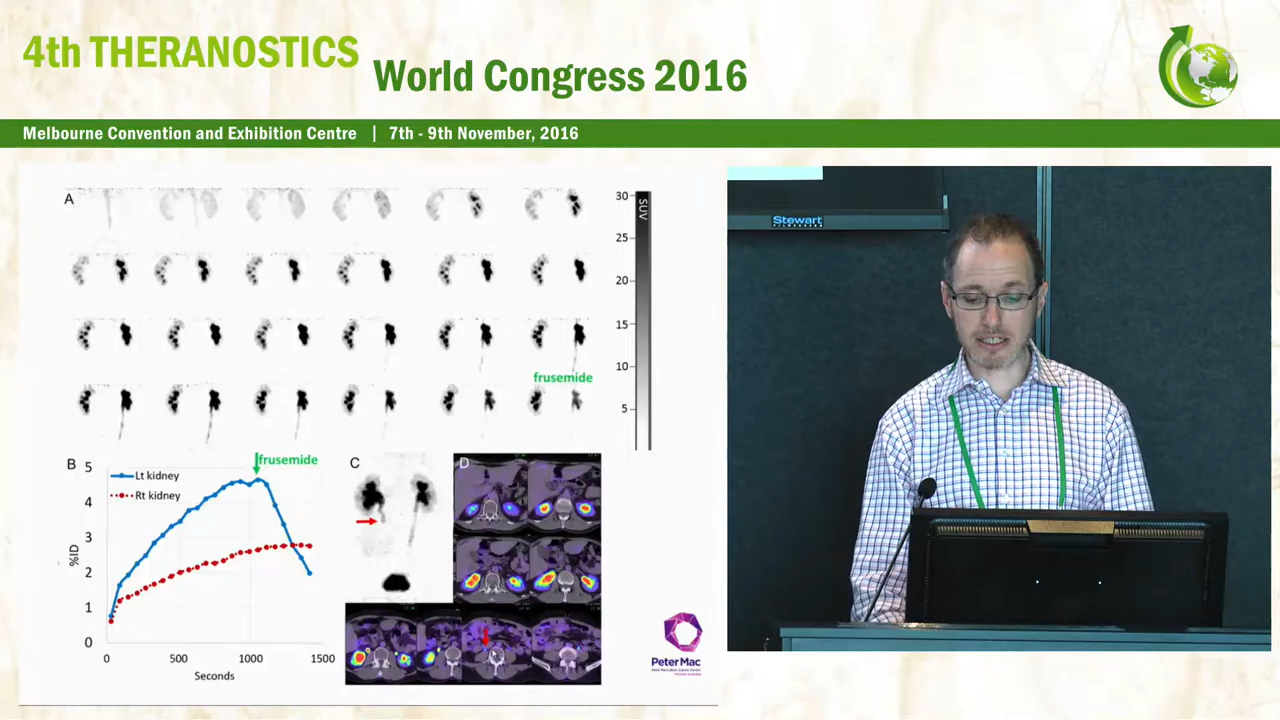 4th THERANOSTICS
World Congress 2016
Melbourne Convention and Exhibition Centre | 7th - 9th November, 2016
A
30
SUV
25
20
15
10
5
frusemide
B
frusemide
Lt kidney
Rt kidney
5
4
3
2
1
0
%ID
0 500 1000 1500
Seconds
C
D
Peter Mac
Stewart